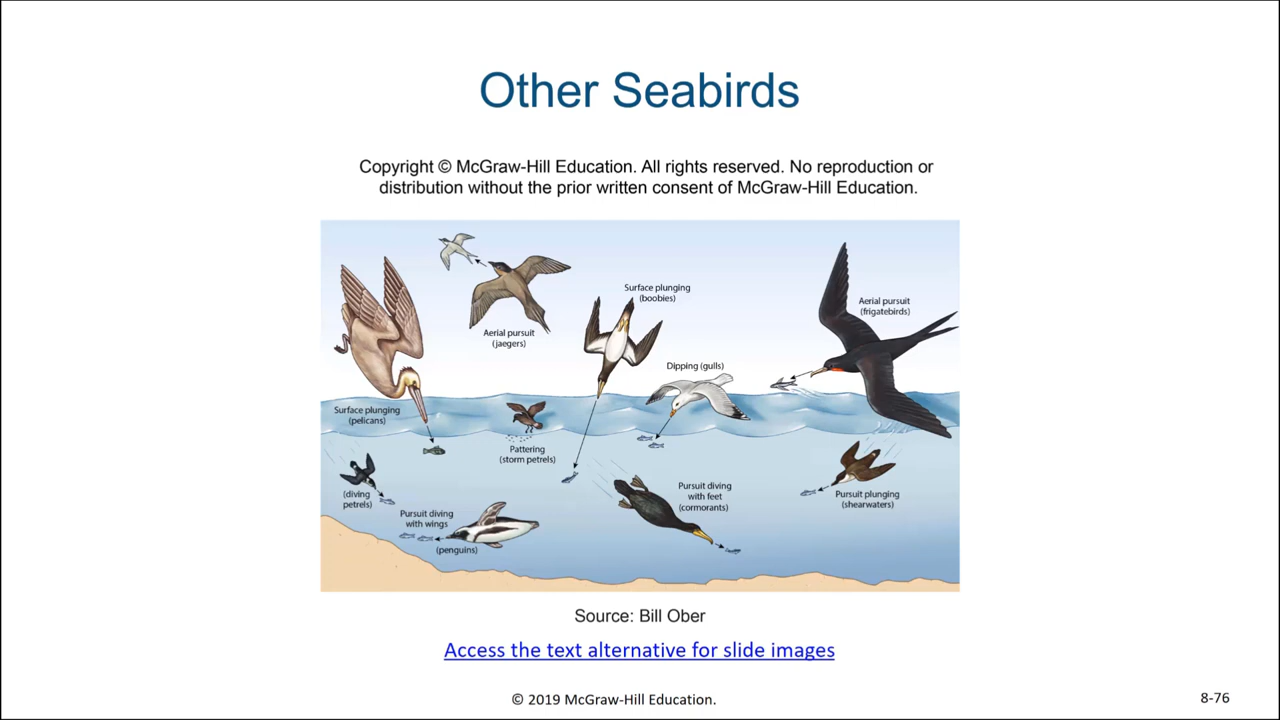 Other Seabirds
Copyright © McGraw-Hill Education. All rights reserved. No reproduction or
distribution without the prior written consent of McGraw-Hill Education.
Surface plunging
(boobies)
Aerial pursuit
(frigatebirds)
Aerial pursuit
(jaegers)
Dipping (gulls)
Surface plunging
(pelicans)
Pattering
(storm petrels)
(diving
petrels)
Pursuit diving
with feet
(cormorants)
Pursuit plunging
(shearwaters)
Pursuit diving
with wings
(penguins)
Source: Bill Ober
Access the text alternative for slide images
© 2019 McGraw-Hill Education.
8-76